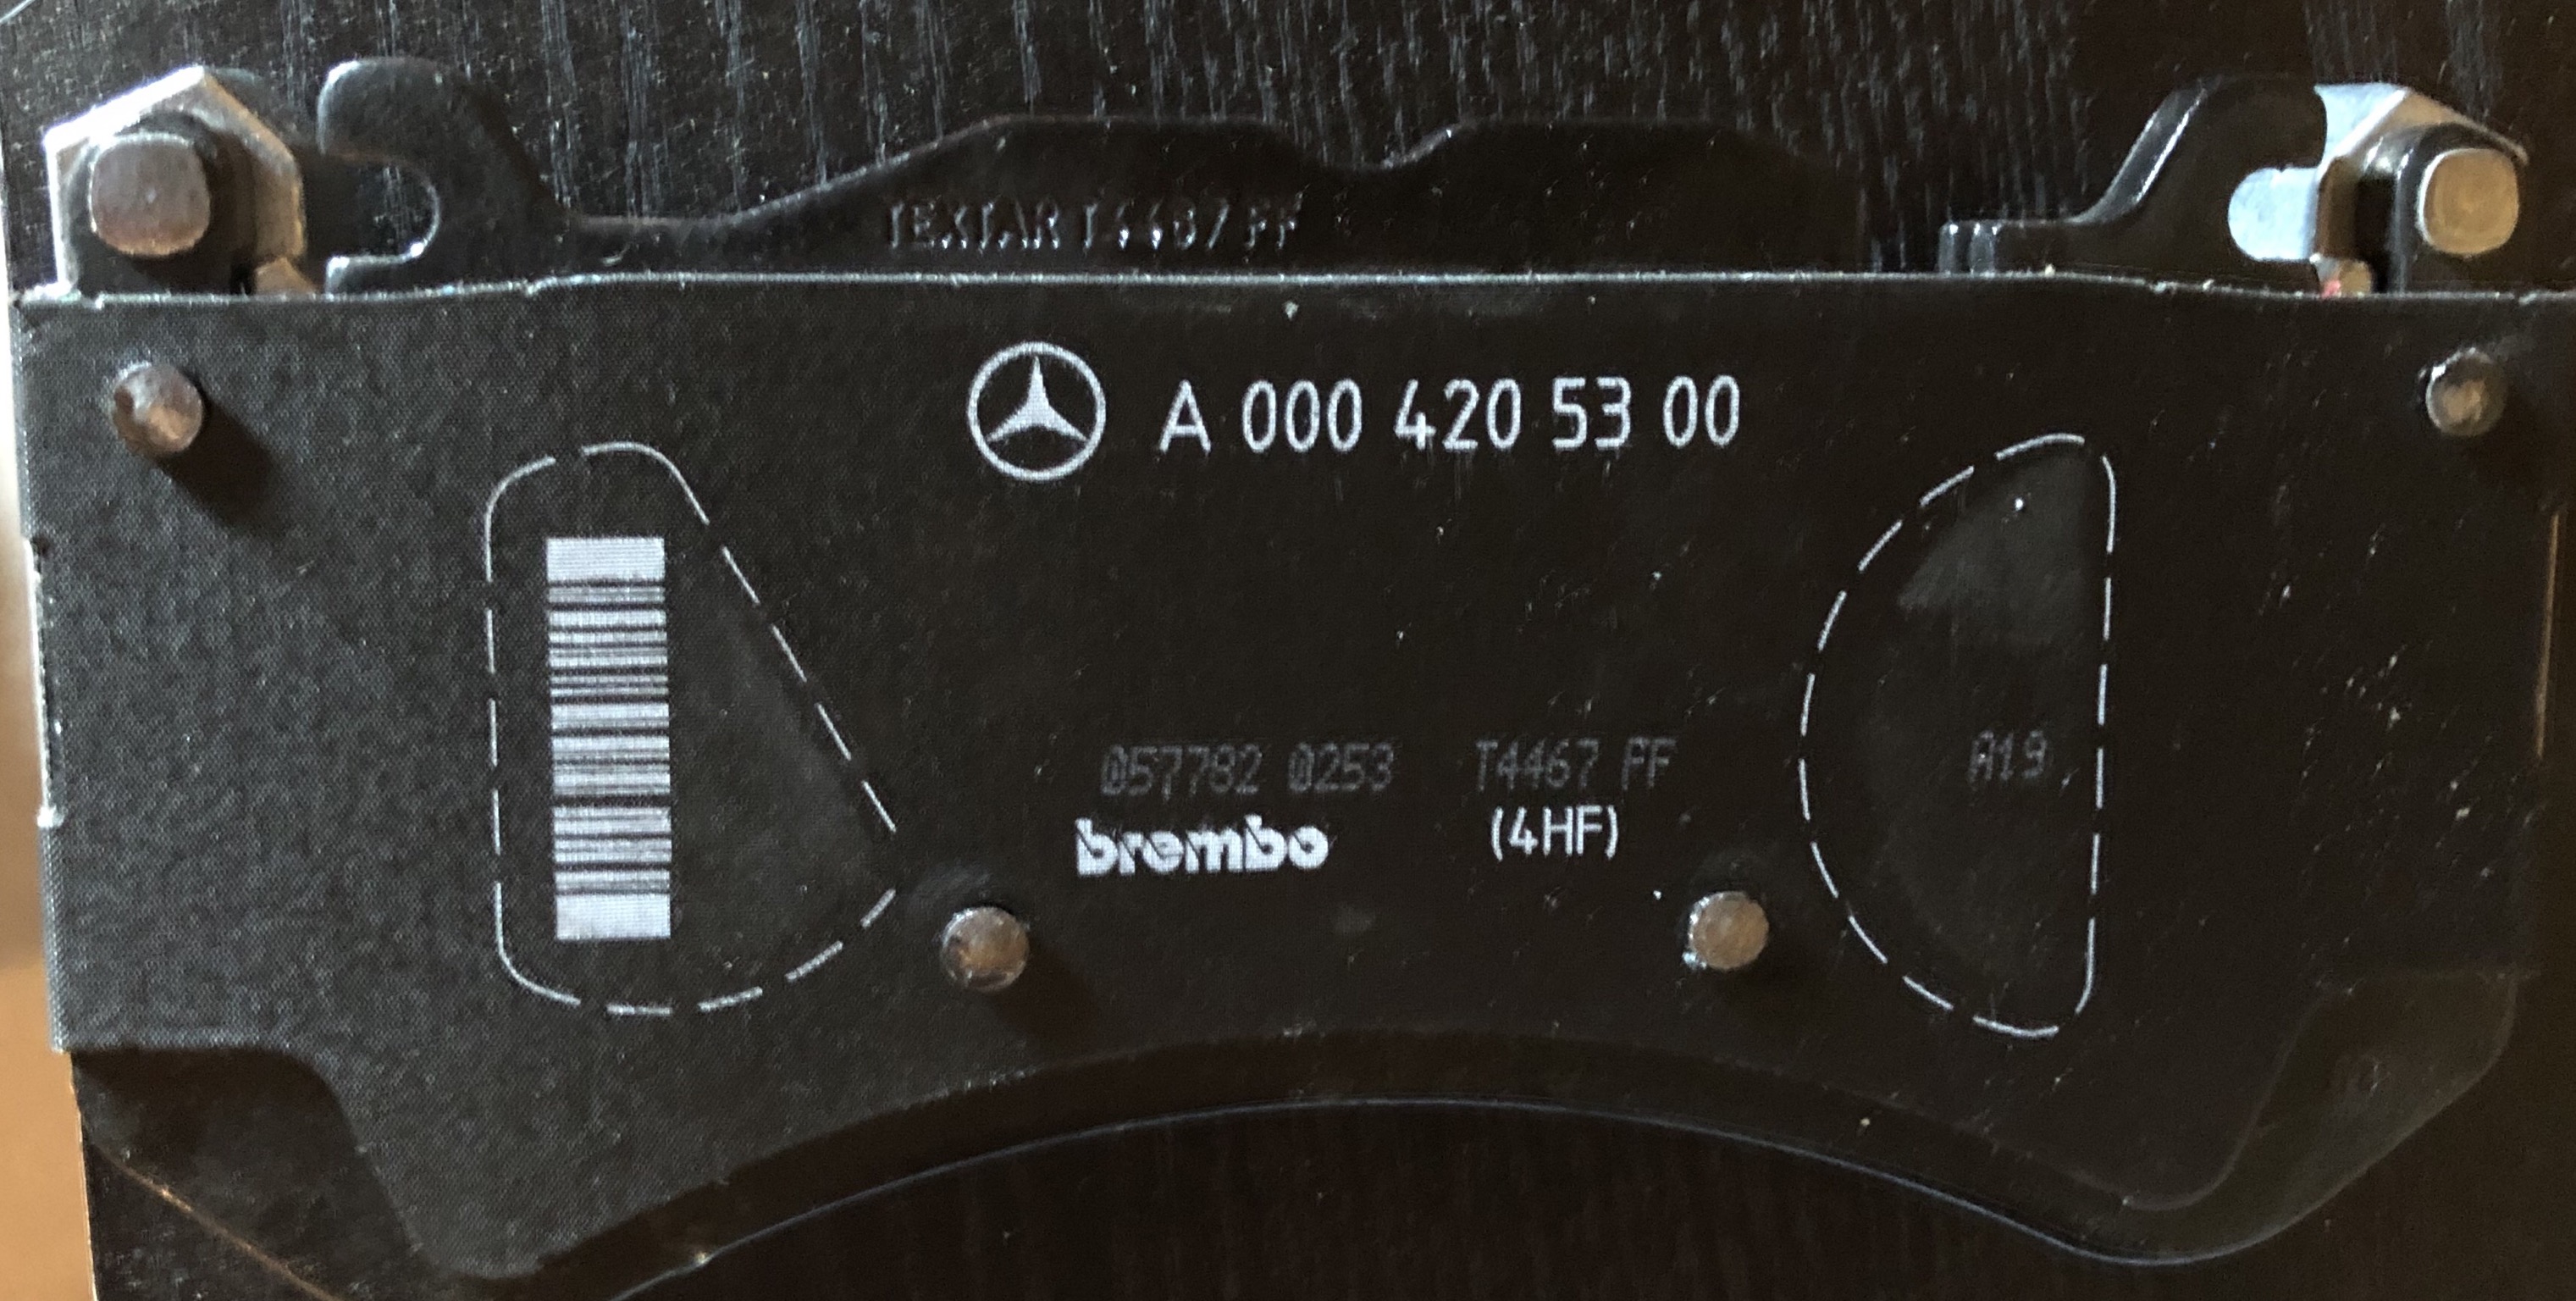 TEXTAR T4467 FF
A 000 420 53 00
057782 0253 T4467 FF A19
brembo (4HF)